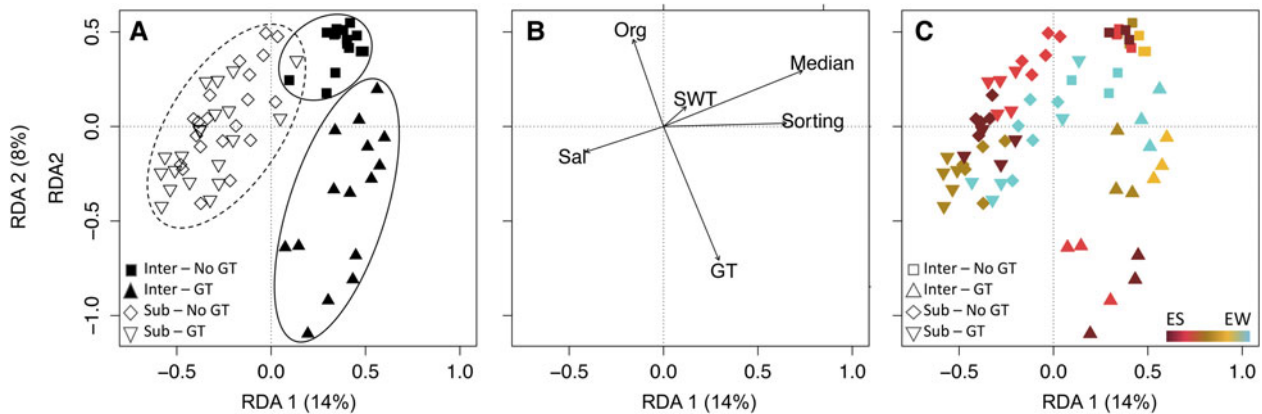 A
B
C
RDA 2 (8%)
RDA2
0.5
0.0
−0.5
−1.0
Inter – No GT
Inter – GT
Sub – No GT
Sub – GT
−0.5 0.0 0.5 1.0
RDA 1 (14%)
Org
Median
SWT
Sorting
Sal
GT
−0.5 0.0 0.5 1.0
RDA 1 (14%)
Inter – No GT
Inter – GT
Sub – No GT
Sub – GT
ES EW
−0.5 0.0 0.5 1.0
RDA 1 (14%)